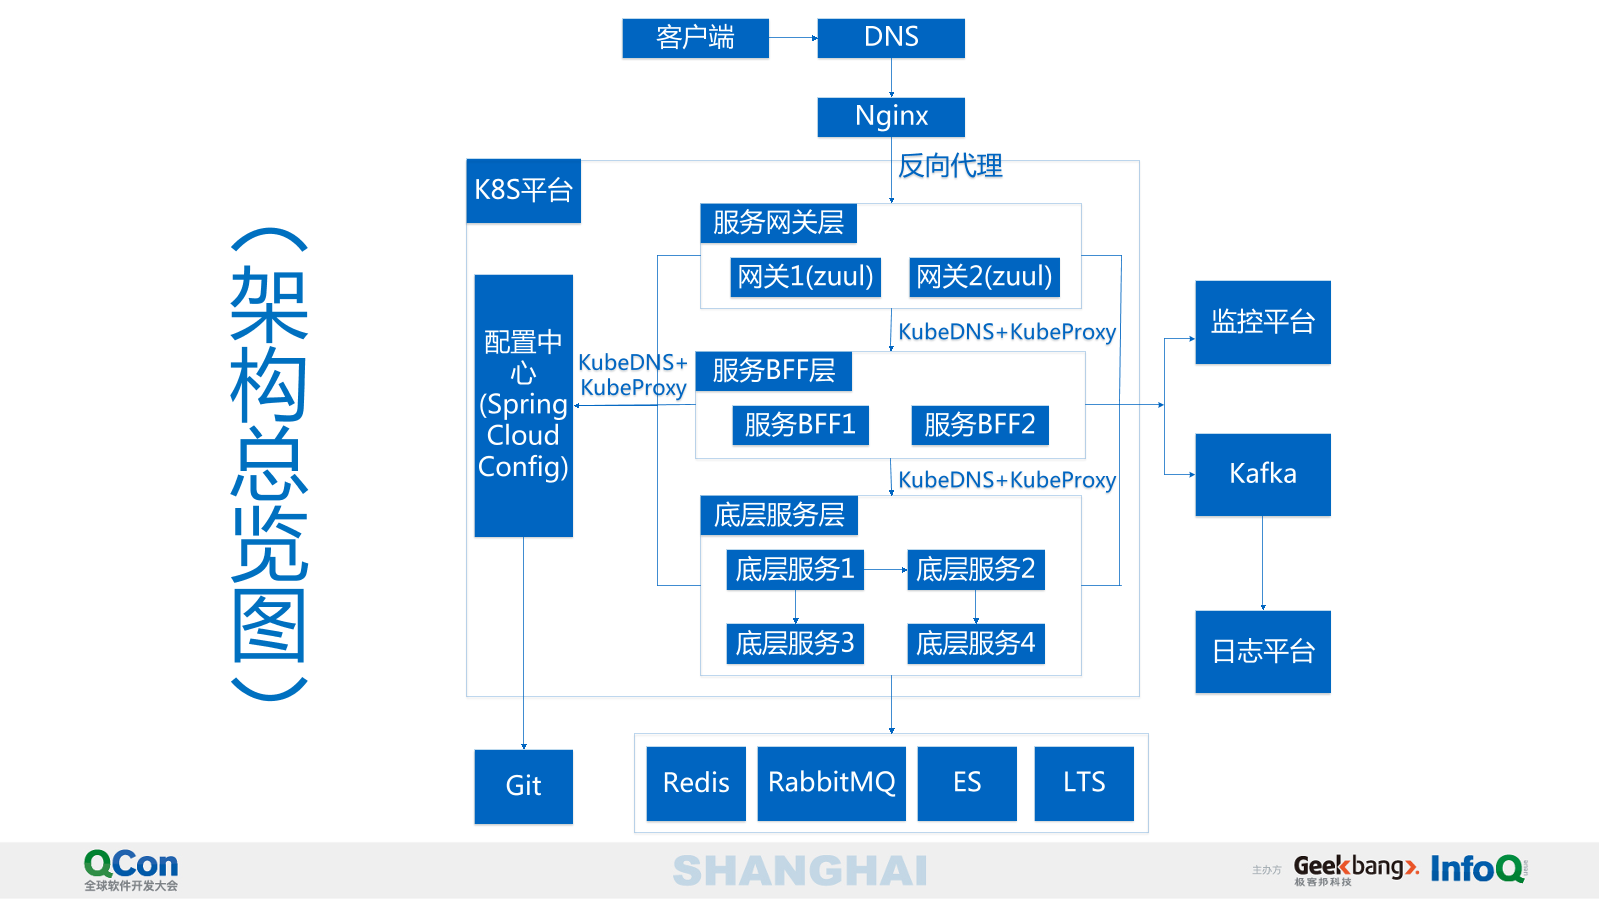 (架构总览图)
客户端
DNS
Nginx
反向代理
K8S平台
服务网关层
网关1(zuul)
网关2(zuul)
KubeDNS+KubeProxy
配置中
心
(Spring
Cloud
Config)
KubeDNS+
KubeProxy
服务BFF层
服务BFF1
服务BFF2
KubeDNS+KubeProxy
底层服务层
底层服务1
底层服务2
底层服务3
底层服务4
监控平台
Kafka
日志平台
Git
Redis
RabbitMQ
ES
LTS
QCon
全球软件开发大会
SHANGHAI
主办方
Geekbang>.
极客邦科技
InfoQ